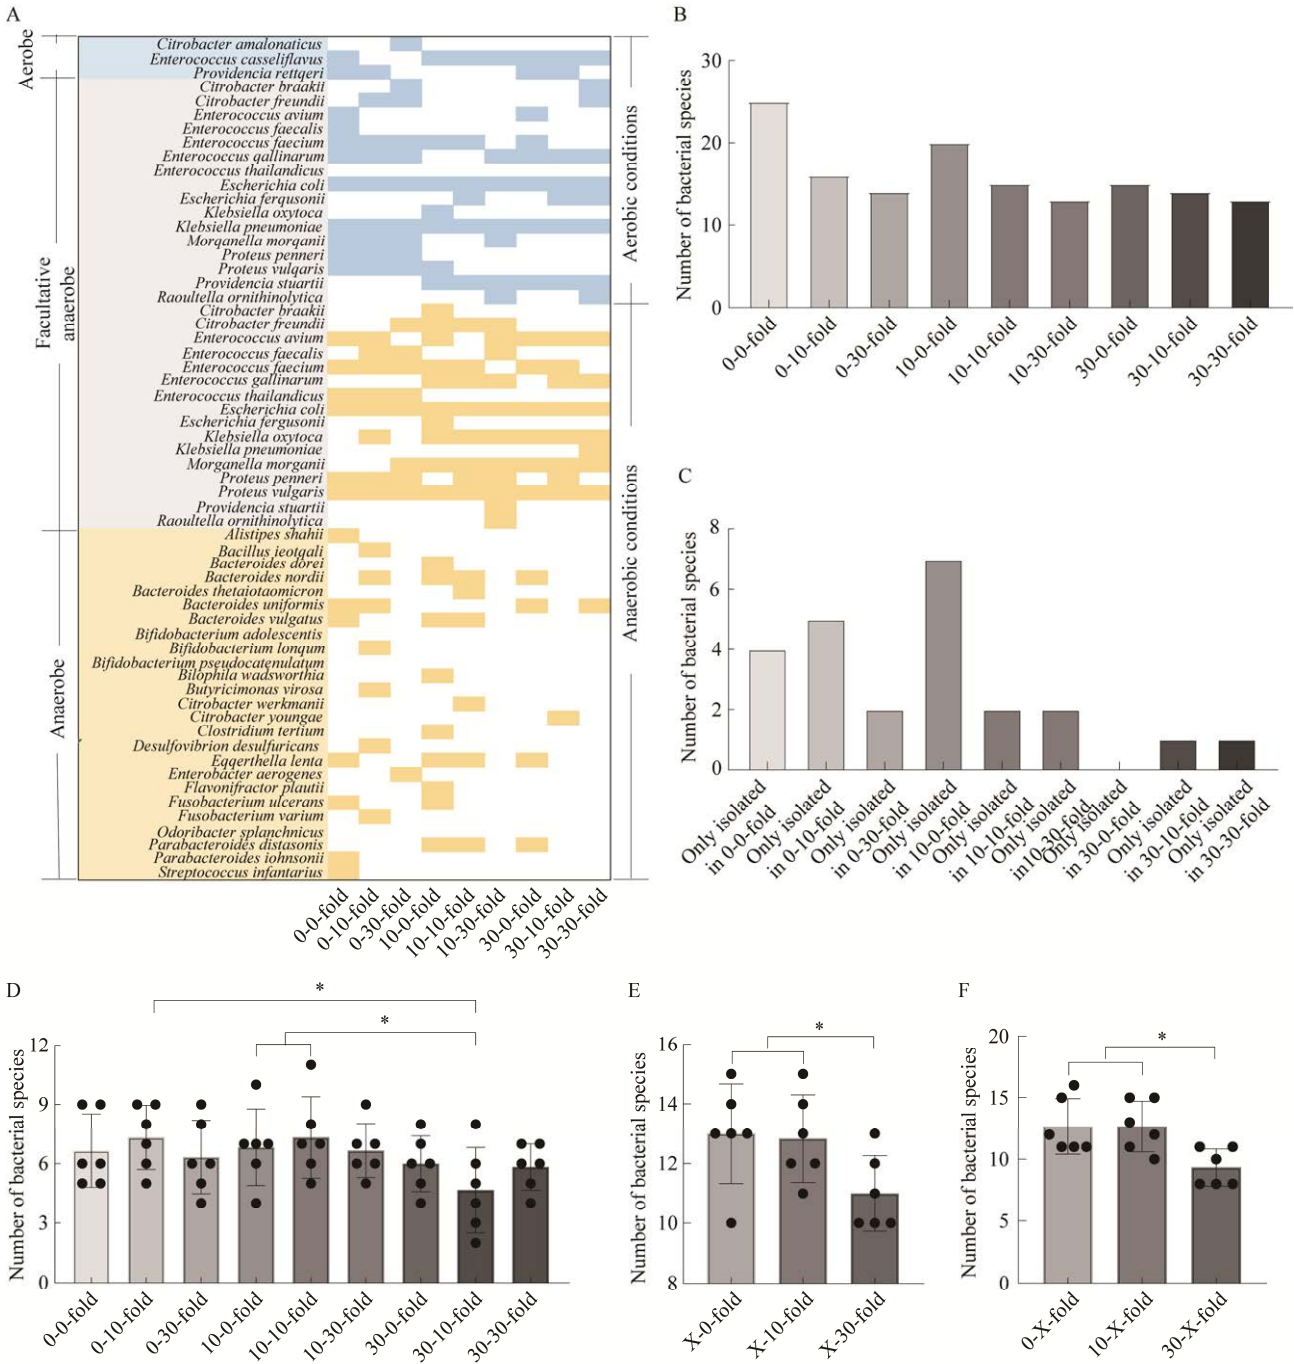 A
Aerobe
Facultative
anaerobe
Anaerobe
Citrobacter amalonaticus
Enterococcus casseliflavus
Providencia rettqeri
Citrobacter braakii
Citrobacter freundii
Enterococcus avium
Enterococcus faecalis
Enterococcus faecium
Enterococcus qallinarum
Enterococcus thailandicus
Escherichia coli
Escherichia ferqusonii
Klebsiella oxytoca
Klebsiella pneumoniae
Morqanella morqanii
Proteus penneri
Proteus vulqaris
Providencia stuartii
Raoultella ornithinolytica
Citrobacter braakii
Citrobacter freundii
Enterococcus avium
Enterococcus faecalis
Enterococcus faecium
Enterococcus gallinarum
Enterococcus thailandicus
Escherichia coli
Escherichia fergusonii
Klebsiella oxytoca
Klebsiella pneumoniae
Morganella morganii
Proteus penneri
Proteus vulgaris
Providencia stuartii
Raoultella ornithinolytica
Alistipes shahii
Bacillus ieotqali
Bacteroides dorei
Bacteroides nordii
Bacteroides thetaiotaomicron
Bacteroides uniformis
Bacteroides vulgatus
Bifidobacterium adolescentis
Bifidobacterium lonqum
Bifidobacterium pseudocatenulatum
Bilophila wadsworthia
Butyricimonas virosa
Citrobacter werkmanii
Citrobacter youngae
Clostridium tertium
Desulfovibrion desulfuricans
Eqqerthella lenta
Enterobacter aerogenes
Flavonifractor plautii
Fusobacterium ulcerans
Fusobacterium varium
Odoribacter splanchnicus
Parabacteroides distasonis
Parabacteroides iohnsonii
Streptococcus infantarius
Aerobic conditions
Anaerobic conditions
0-0-fold
0-10-fold
0-30-fold
10-0-fold
10-10-fold
10-30-fold
30-0-fold
30-10-fold
30-30-fold
B
Number of bacterial species
30
20
10
0
0-0-fold
0-10-fold
0-30-fold
10-0-fold
10-10-fold
10-30-fold
30-0-fold
30-10-fold
30-30-fold
C
Number of bacterial species
8
6
4
2
0
Only isolated
in 0-0-fold
Only isolated
in 0-10-fold
Only isolated
in 0-30-fold
Only isolated
in 10-0-fold
Only isolated
in 10-10-fold
Only isolated
in10-30-fold
Only isolated
in 30-0-fold
Only isolated
in 30-10-fold
Only isolated
in 30-30-fold
D
Number of bacterial species
12
9
6
3
0
*
*
0-0-fold
0-10-fold
0-30-fold
10-0-fold
10-10-fold
10-30-fold
30-0-fold
30-10-fold
30-30-fold
E
Number of bacterial species
16
14
12
10
8
*
X-0-fold
X-10-fold
X-30-fold
F
Number of bacterial species
20
15
10
5
0
*
0-X-fold
10-X-fold
30-X-fold